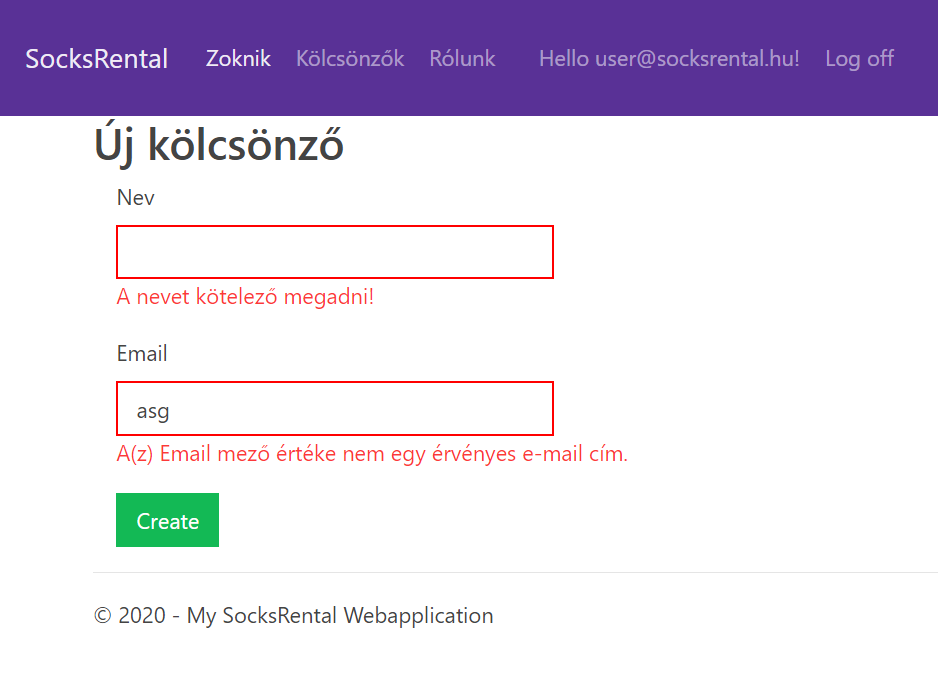 SocksRental Zoknik Kölcsönzők Rólunk Hello user@socksrental.hu! Log off
Új kölcsönző
Nev
A nevet kötelező megadni!
Email
asg
A(z) Email mező értéke nem egy érvényes e-mail cím.
Create
© 2020 - My SocksRental Webapplication